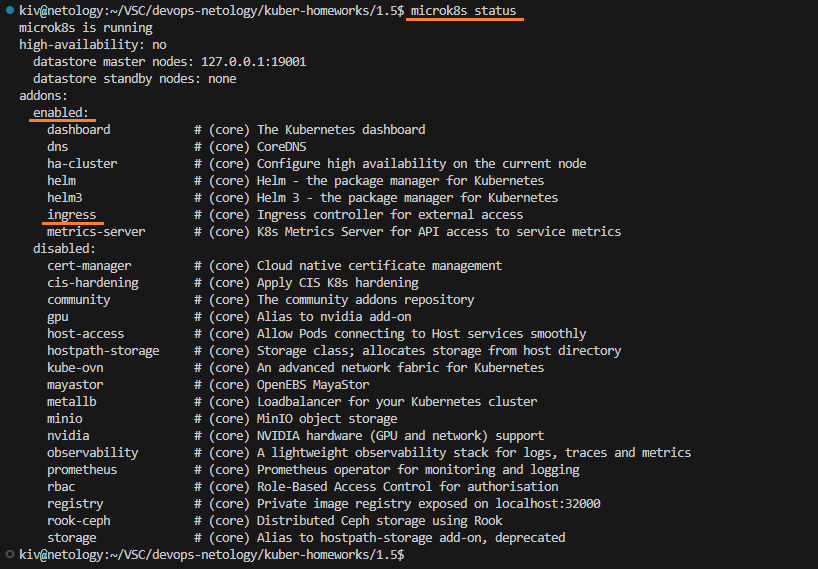 kiv@netology:~/VSC/devops-netology/kuber-homeworks/1.5$ microk8s status
microk8s is running
high-availability: no
  datastore master nodes: 127.0.0.1:19001
  datastore standby nodes: none
addons:
  enabled:
    dashboard            # (core) The Kubernetes dashboard
    dns                  # (core) CoreDNS
    ha-cluster           # (core) Configure high availability on the current node
    helm                 # (core) Helm - the package manager for Kubernetes
    helm3                # (core) Helm 3 - the package manager for Kubernetes
    ingress              # (core) Ingress controller for external access
    metrics-server       # (core) K8s Metrics Server for API access to service metrics
  disabled:
    cert-manager         # (core) Cloud native certificate management
    cis-hardening        # (core) Apply CIS K8s hardening
    community            # (core) The community addons repository
    gpu                  # (core) Alias to nvidia add-on
    host-access          # (core) Allow Pods connecting to Host services smoothly
    hostpath-storage     # (core) Storage class; allocates storage from host directory
    kube-ovn             # (core) An advanced network fabric for Kubernetes
    mayastor             # (core) OpenEBS MayaStor
    metallb              # (core) Loadbalancer for your Kubernetes cluster
    minio                # (core) MinIO object storage
    nvidia               # (core) NVIDIA hardware (GPU and network) support
    observability        # (core) A lightweight observability stack for logs, traces and metrics
    prometheus           # (core) Prometheus operator for monitoring and logging
    rbac                 # (core) Role-Based Access Control for authorisation
    registry             # (core) Private image registry exposed on localhost:32000
    rook-ceph            # (core) Distributed Ceph storage using Rook
    storage              # (core) Alias to hostpath-storage add-on, deprecated
kiv@netology:~/VSC/devops-netology/kuber-homeworks/1.5$